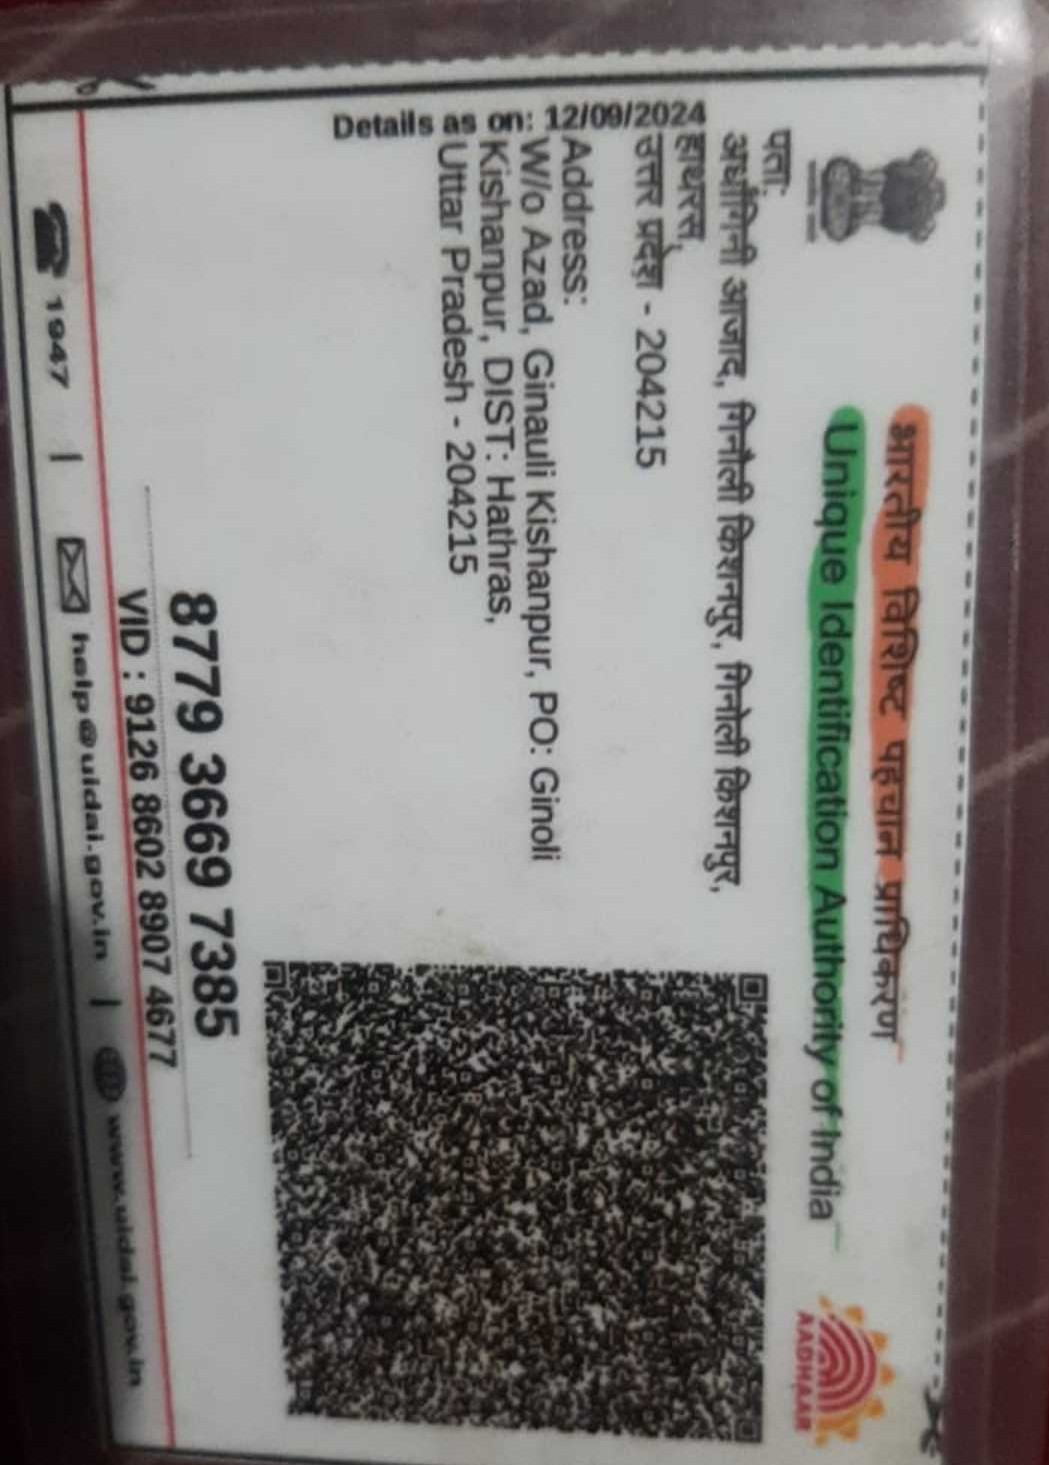 भारतीय विशिष्ट पहचान प्राधिकरण
Unique Identification Authority of India
AADHAAR
Details as on: 12/09/2024
पता:
अर्धांगिनी आजाद, गिनौली किशनपुर, गिनोली किशनपुर,
हाथरस,
उत्तर प्रदेश - 204215
Address:
W/o Azad, Ginauli Kishanpur, PO: Ginoli
Kishanpur, DIST: Hathras,
Uttar Pradesh - 204215
8779 3669 7385
VID : 9126 8602 8907 4677
1947 | help@uidai.gov.in | www.uidai.gov.in